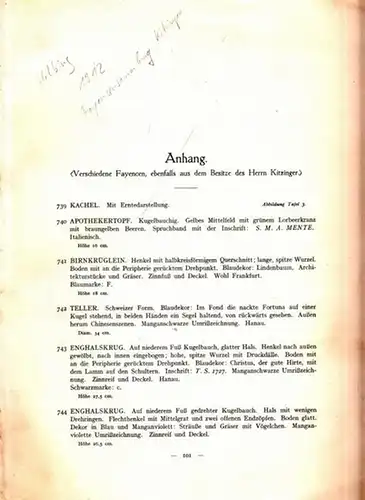 1912
Anhang.
(Verschiedene Fayencen, ebenfalls aus dem Besitze des Herrn Kitzinger.)
739 KACHEL. Mit Erntedarstellung. Abbildung Tafel 3.
740 APOTHEKERTOPF. Kugelbauchig. Gelbes Mittelfeld mit grünem Lorbeerkranz
mit braungelben Beeren. Spruchband mit der Inschrift: S. M. A. MENTE.
Italienisch.
Höhe 16 cm.
741 BIRNKRÜGLEIN. Henkel mit halbkreisförmigem Querschnitt; lange, spitze Wurzel.
Boden mit an die Peripherie gerücktem Drehpunkt. Blaudekor: Lindenbaum, Archi-
tekturstücke und Gräser. Zinnfuß und Deckel. Wohl Frankfurt.
Blaumarke: F.
Höhe 18 cm.
742 TELLER. Schweizer Form. Blaudekor: Im Fond die nackte Fortuna auf einer
Kugel stehend, in beiden Händen ein Segel haltend, von rückwärts gesehen. Außen
herum Chinesenszenen. Manganschwarze Umrißzeichnung. Hanau.
Diam. 34 cm.
743 ENGHALSKRUG. Auf niederem Fuß Kugelbauch, glatter Hals. Henkel nach außen
gewölbt, nach innen eingebogen; hohe, spitze Wurzel mit Druckdälle. Boden mit
an die Peripherie gerücktem Drehpunkt. Blaudekor: Christus, der gute Hirte, mit
dem Lamm auf den Schultern. Inschrift: T. S. 1727. Manganschwarze Umrißzeich-
nung. Zinnreif und Deckel. Hanau.
Schwarzmarke: c.
Höhe 27.5 cm.
744 ENGHALSKRUG. Auf niederem Fuß gedrehter Kugelbauch. Hals mit wenigen
Drehringen. Flechthenkel mit Mittelgrat und zwei offenen Endzöpfen. Boden glatt.
Dekor in Blau und Manganviolett: Sträuße und Gräser mit Vögelchen. Mangan-
violette Umrißzeichnung. Zinnreif und Deckel.
Höhe 26.5 cm.
— 101 —